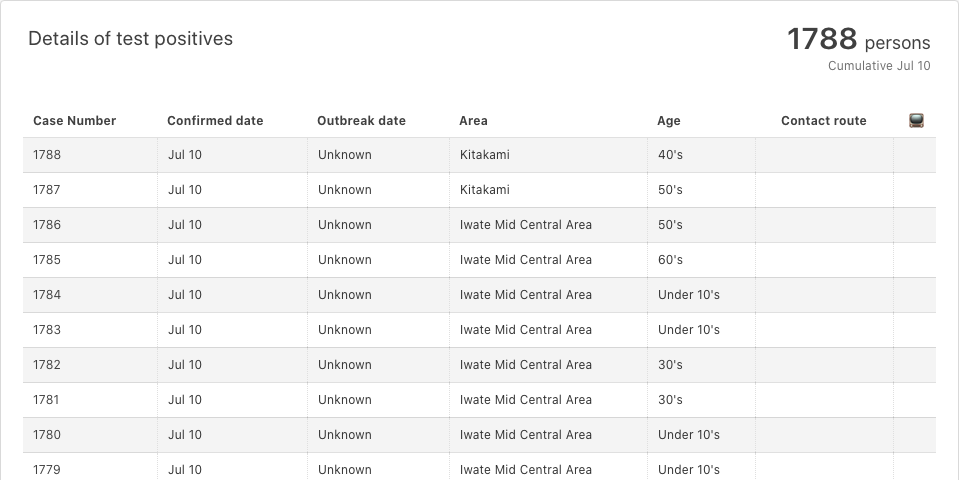 Details of test positives
1788 persons
Cumulative Jul 10
Case Number Confirmed date Outbreak date Area Age Contact route
1788 Jul 10 Unknown Kitakami 40's
1787 Jul 10 Unknown Kitakami 50's
1786 Jul 10 Unknown Iwate Mid Central Area 50's
1785 Jul 10 Unknown Iwate Mid Central Area 60's
1784 Jul 10 Unknown Iwate Mid Central Area Under 10's
1783 Jul 10 Unknown Iwate Mid Central Area Under 10's
1782 Jul 10 Unknown Iwate Mid Central Area 30's
1781 Jul 10 Unknown Iwate Mid Central Area 30's
1780 Jul 10 Unknown Iwate Mid Central Area Under 10's
1779 Jul 10 Unknown Iwate Mid Central Area Under 10's